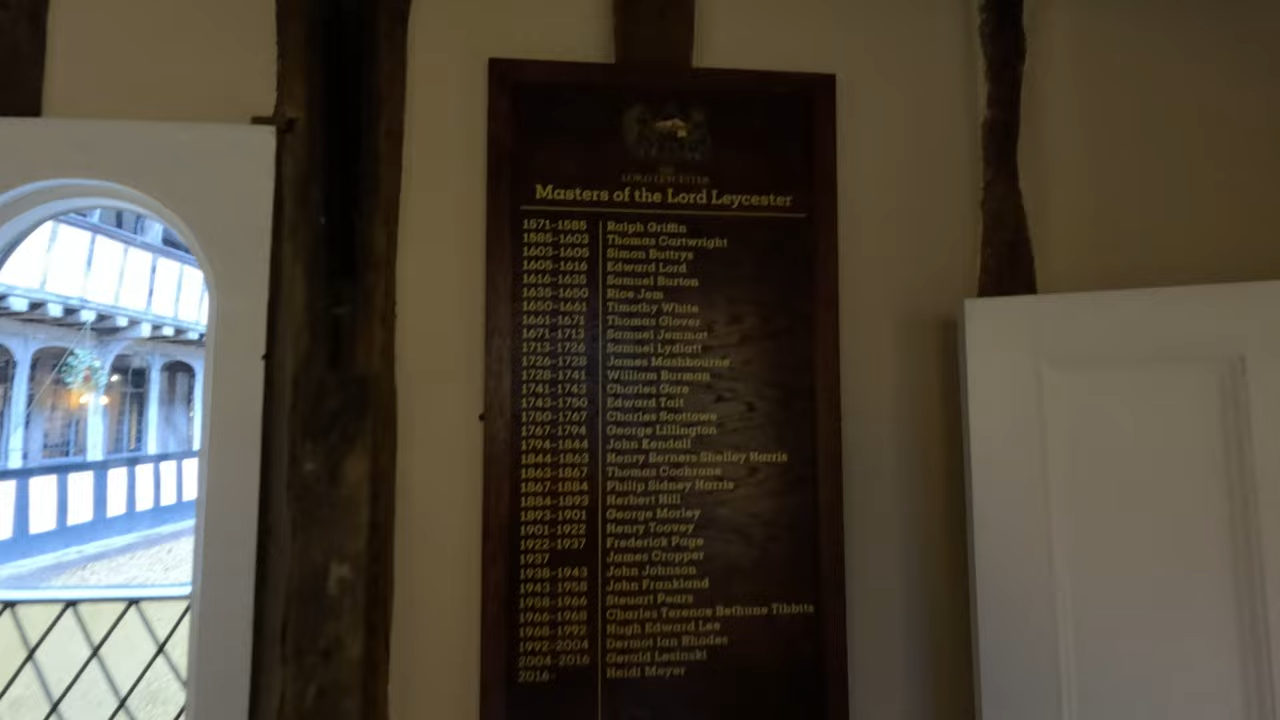 LORD LEYCESTER
Masters of the Lord Leycester
1571-1585 Ralph Griffin
1585-1603 Thomas Cartwright
1603-1605 Simon Buttrys
1605-1616 Edward Lord
1616-1635 Samuel Burton
1635-1650 Rice Jem
1650-1661 Timothy White
1661-1671 Thomas Glover
1671-1713 Samuel Jemmat
1713-1726 Samuel Lydiatt
1726-1728 James Mashbourne
1728-1741 William Burman
1741-1743 Charles Gore
1743-1750 Edward Tait
1750-1767 Charles Scottowe
1767-1794 George Lillington
1794-1844 John Kendall
1844-1863 Henry Berners Shelley Harris
1863-1867 Thomas Cochrane
1867-1884 Philip Sidney Harris
1884-1893 Herbert Hill
1893-1901 George Morley
1901-1922 Henry Toovey
1922-1937 Frederick Page
1937 James Cropper
1938-1943 John Johnson
1943-1958 John Frankland
1958-1966 Steuart Pears
1966-1968 Charles Terence Bethune Tibbits
1968-1992 Hugh Edward Lee
1992-2004 Dermot Ian Rhodes
2004-2016 Gerald Lesinski
2016- Heidi Meyer